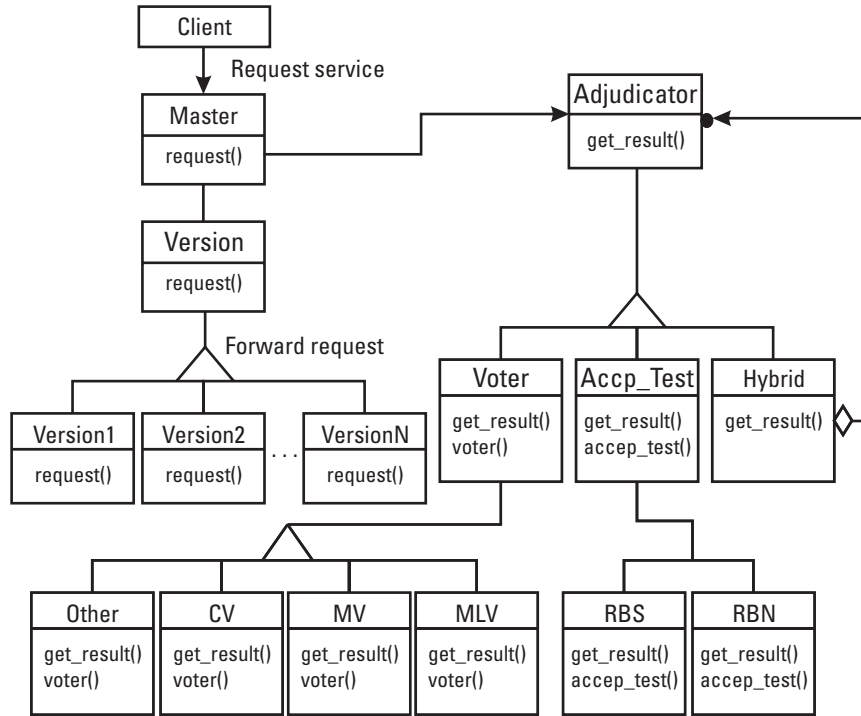 Client
Request service
Master
request()
Adjudicator
get_result()
Version
request()
Forward request
Version1
request()
Version2
request()
. . .
VersionN
request()
Voter
get_result()
voter()
Accp_Test
get_result()
accep_test()
Hybrid
get_result()
Other
get_result()
voter()
CV
get_result()
voter()
MV
get_result()
voter()
MLV
get_result()
voter()
RBS
get_result()
accep_test()
RBN
get_result()
accep_test()